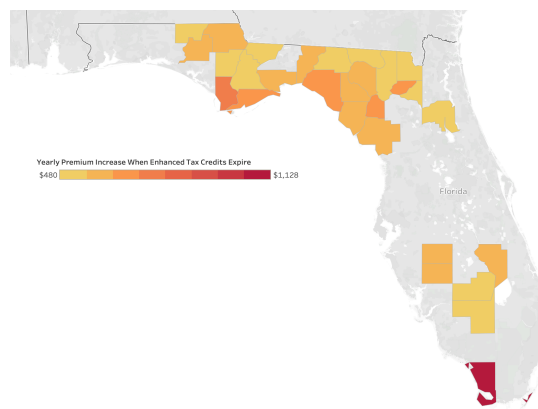 Yearly Premium Increase When Enhanced Tax Credits Expire
$480 $1,128
Florida